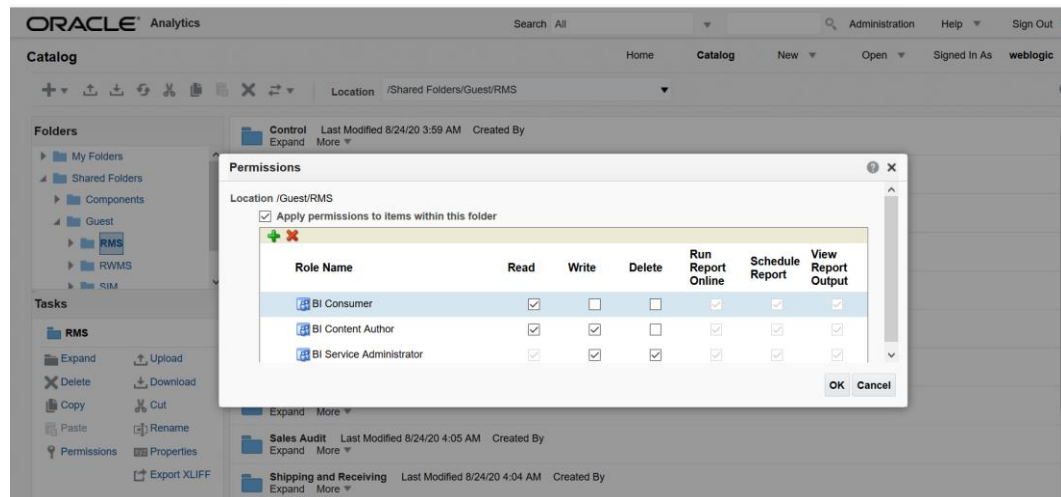 ORACLE Analytics Search All Administration Help Sign Out
Catalog Home Catalog New Open Signed In As weblogic
Location /Shared Folders/Guest/RMS
Folders
My Folders
Shared Folders
Components
Guest
RMS
RWMS
SIM
Tasks
RMS
Expand Upload
Delete Download
Copy Cut
Paste Rename
Permissions Properties
Export XLIFF
Control Last Modified 8/24/20 3:59 AM Created By
Expand More
Permissions
Location /Guest/RMS
Apply permissions to items within this folder
Role Name Read Write Delete Run Report Online Schedule Report View Report Output
BI Consumer
BI Content Author
BI Service Administrator
OK Cancel
Expand More
Sales Audit Last Modified 8/24/20 4:05 AM Created By
Expand More
Shipping and Receiving Last Modified 8/24/20 4:04 AM Created By
Expand More